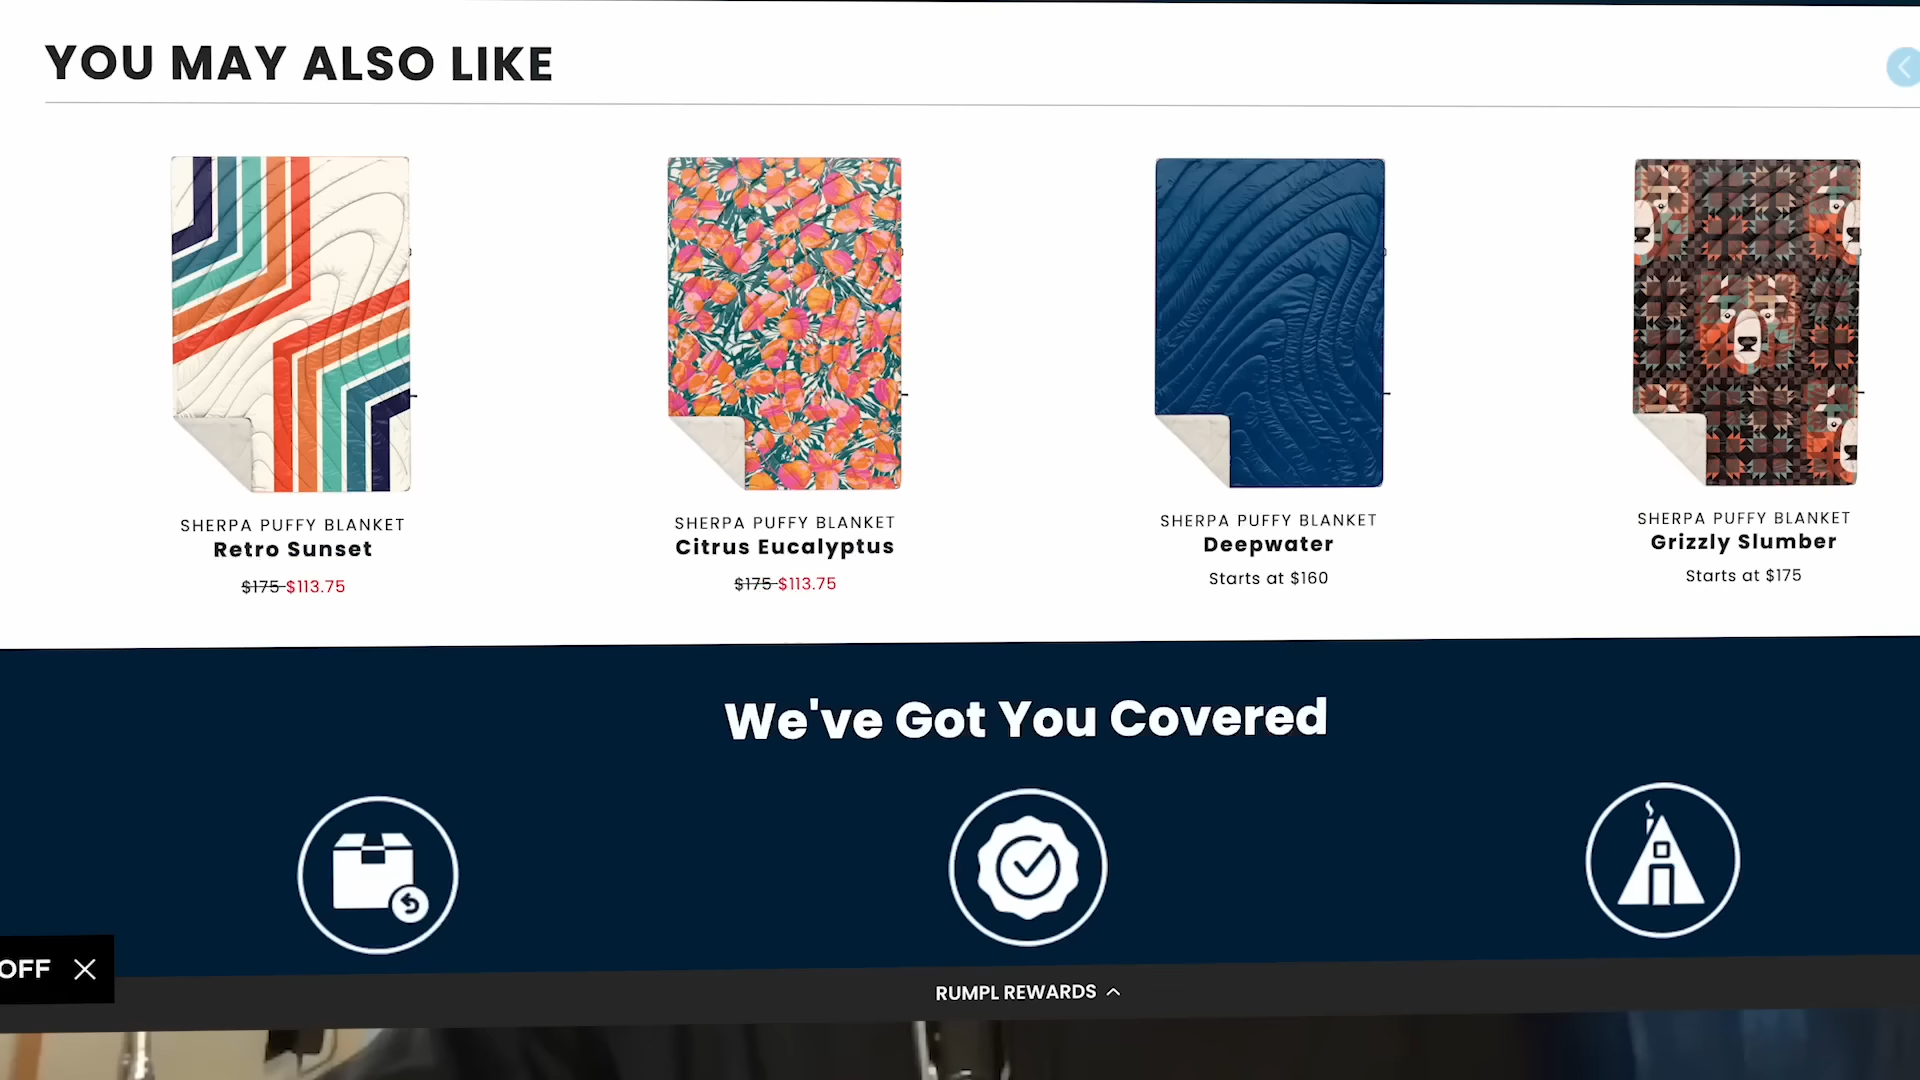 YOU MAY ALSO LIKE
SHERPA PUFFY BLANKET
Retro Sunset
$175 $113.75
SHERPA PUFFY BLANKET
Citrus Eucalyptus
$175 $113.75
SHERPA PUFFY BLANKET
Deepwater
Starts at $160
SHERPA PUFFY BLANKET
Grizzly Slumber
Starts at $175
We've Got You Covered
OFF
RUMPL REWARDS